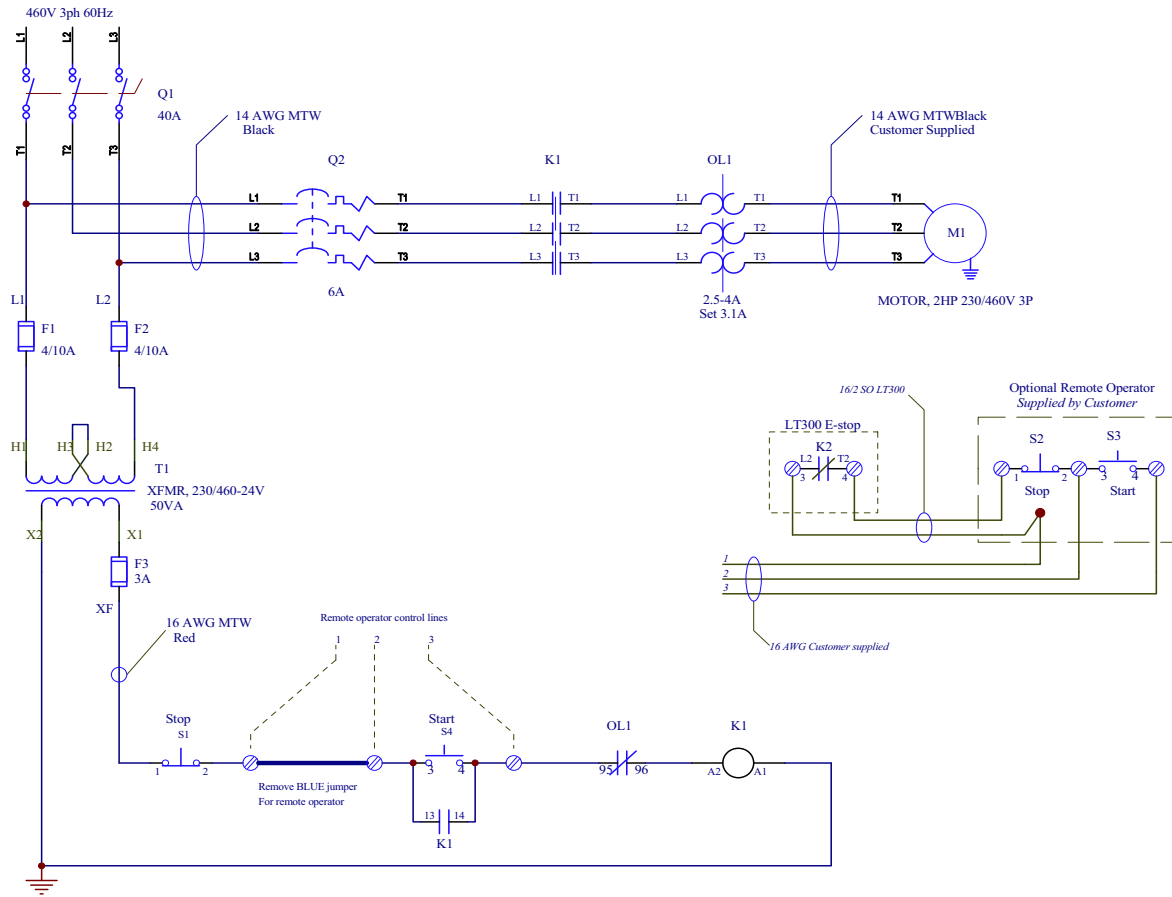 460V 3ph 60Hz
L1
L2
L3
Q1
40A
T1
T2
T3
14 AWG MTW
Black
14 AWG MTWBlack
Customer Supplied
Q2
K1
OL1
L1
T1
L1
T1
L1
T1
T1
L2
T2
L2
T2
L2
T2
T2
M1
L3
T3
L3
T3
L3
T3
T3
6A
2.5-4A
Set 3.1A
MOTOR, 2HP 230/460V 3P
L1
L2
F1
4/10A
F2
4/10A
H1
H3
H2
H4
T1
XFMR, 230/460-24V
50VA
X2
X1
F3
3A
XF
16 AWG MTW
Red
16/2 SO LT300
Optional Remote Operator
Supplied by Customer
LT300 E-stop
K2
L2
T2
3
4
S2
S3
1
2
3
4
Stop
Start
1
2
3
16 AWG Customer supplied
Remote operator control lines
1
2
3
Stop
S1
1
2
Remove BLUE jumper
For remote operator
Start
S4
3
4
13
14
K1
OL1
95
96
K1
A2
A1